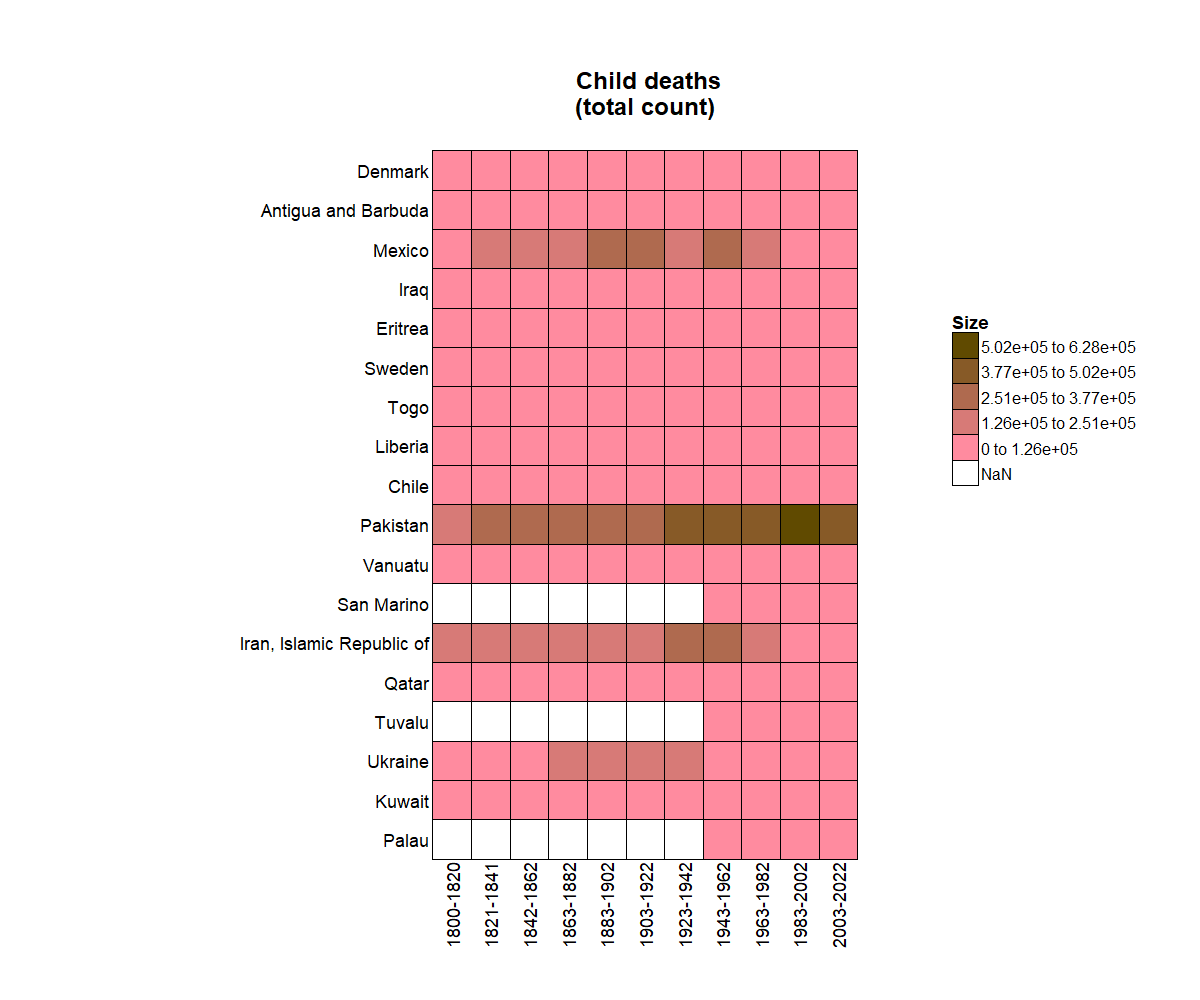 Child deaths
(total count)
Denmark
Antigua and Barbuda
Mexico
Iraq
Eritrea
Sweden
Togo
Liberia
Chile
Pakistan
Vanuatu
San Marino
Iran, Islamic Republic of
Qatar
Tuvalu
Ukraine
Kuwait
Palau
1800-1820
1821-1841
1842-1862
1863-1882
1883-1902
1903-1922
1923-1942
1943-1962
1963-1982
1983-2002
2003-2022
Size
5.02e+05 to 6.28e+05
3.77e+05 to 5.02e+05
2.51e+05 to 3.77e+05
1.26e+05 to 2.51e+05
0 to 1.26e+05
NaN